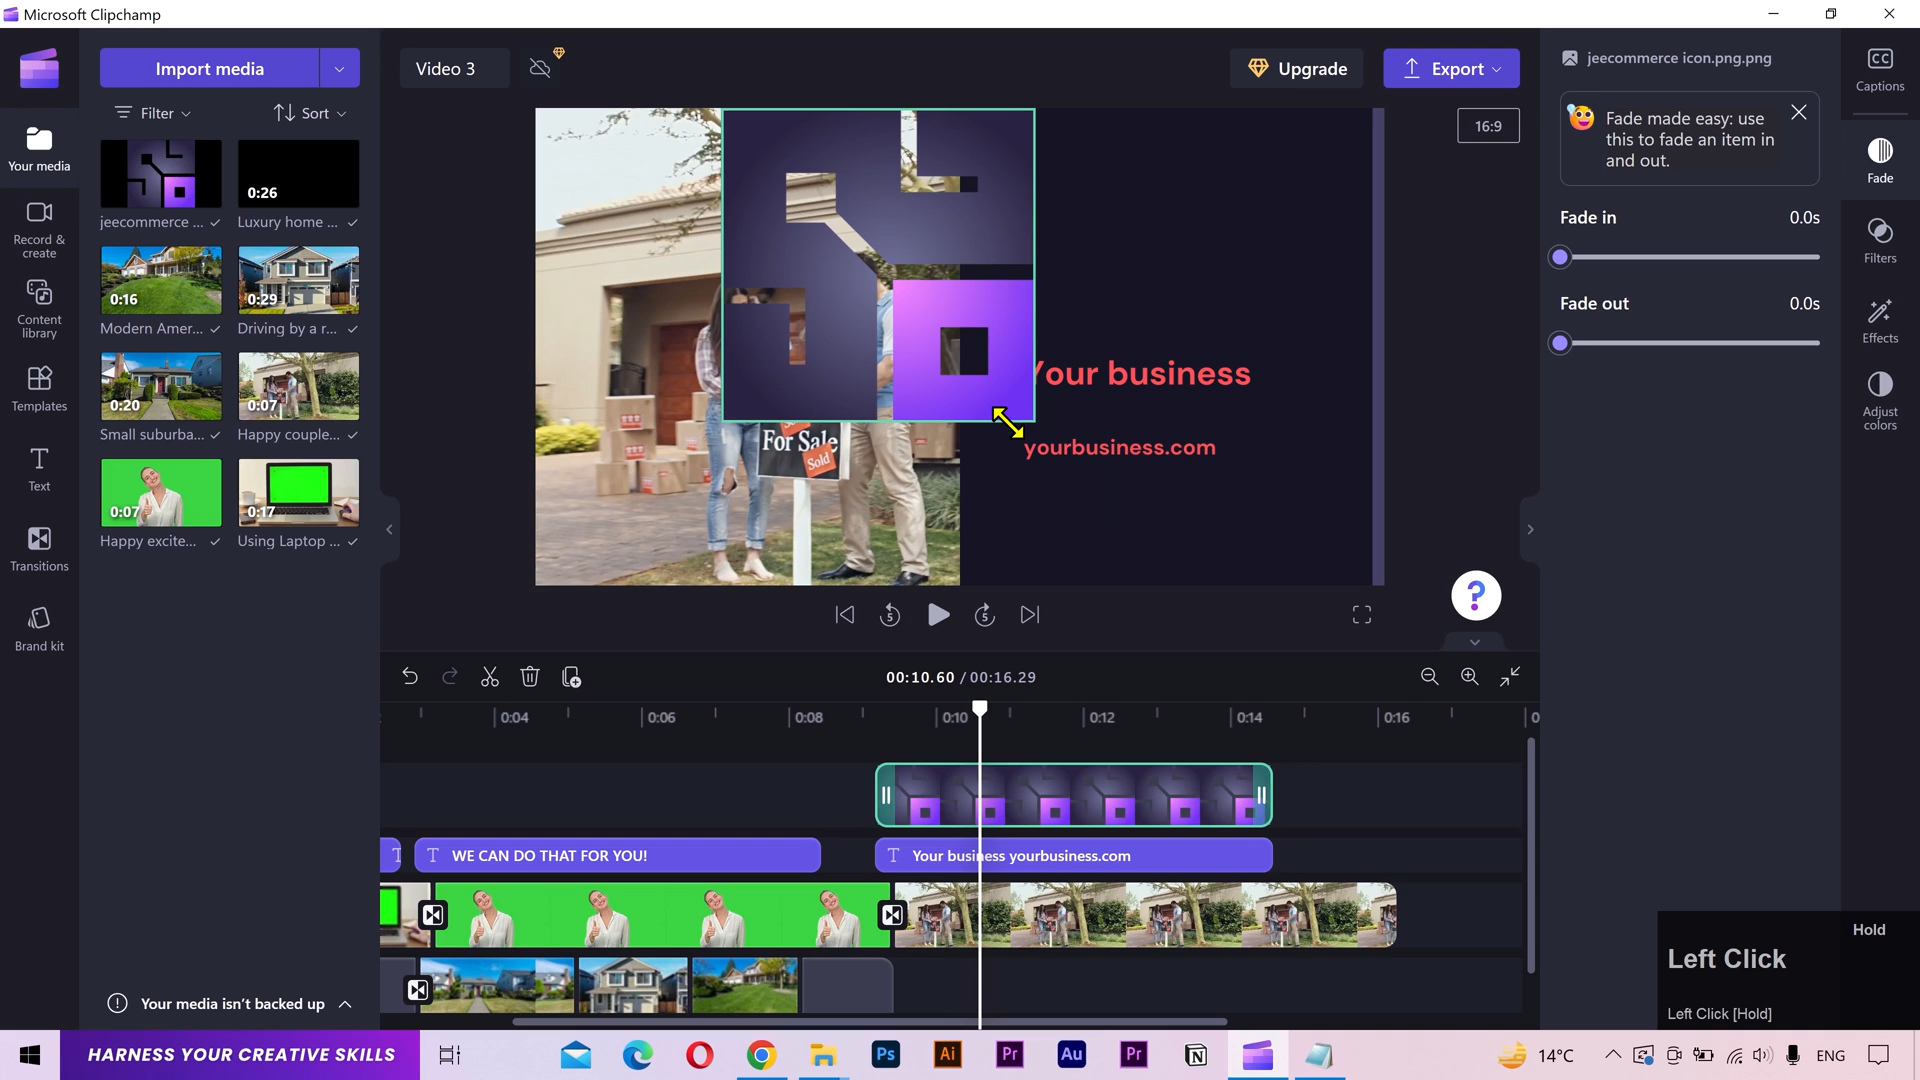 Microsoft Clipchamp
Import media
Video 3
Upgrade
Export
jeecommerce icon.png.png
Captions
Filter
Sort
16:9
Fade made easy: use
this to fade an item in
and out.
Fade
Your media
0:26
jeecommerce ...
Luxury home ...
Fade in
0.0s
Record &
create
Filters
0:16
0:29
Modern Amer...
Driving by a r...
Fade out
0.0s
Content
library
Effects
Your business
yourbusiness.com
For Sale
Sold
Templates
0:20
0:07
Small suburba...
Happy couple...
Adjust
colors
Text
0:07
0:17
Happy excite...
Using Laptop ...
Transitions
5
5
?
Brand kit
00:10.60 / 00:16.29
0:04
0:06
0:08
0:10
0:12
0:14
0:16
WE CAN DO THAT FOR YOU!
Your business yourbusiness.com
Hold
Left Click
Left Click [Hold]
Your media isn't backed up
HARNESS YOUR CREATIVE SKILLS
Ps
Ai
Pr
Au
Pr
14°C
ENG